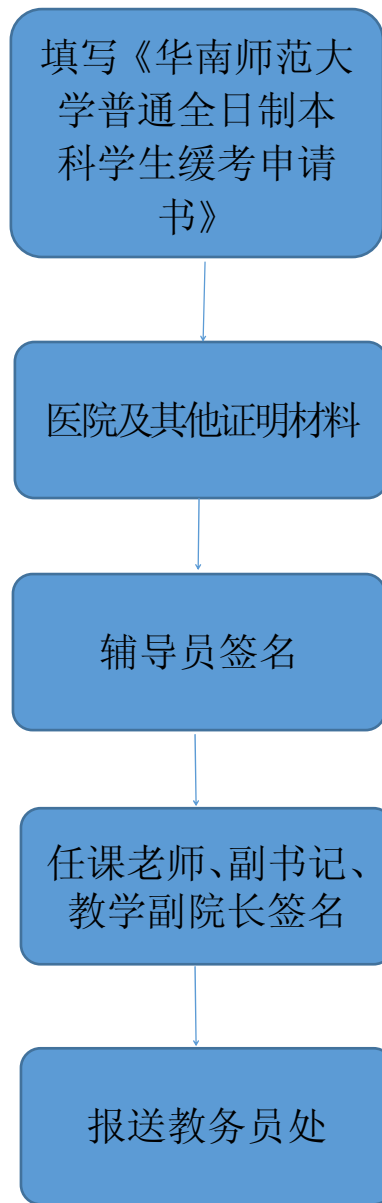 填写《华南师范大
学普通全日制本
科学生缓考申请
书》
医院及其他证明材料
辅导员签名
任课老师、副书记、
教学副院长签名
报送教务员处